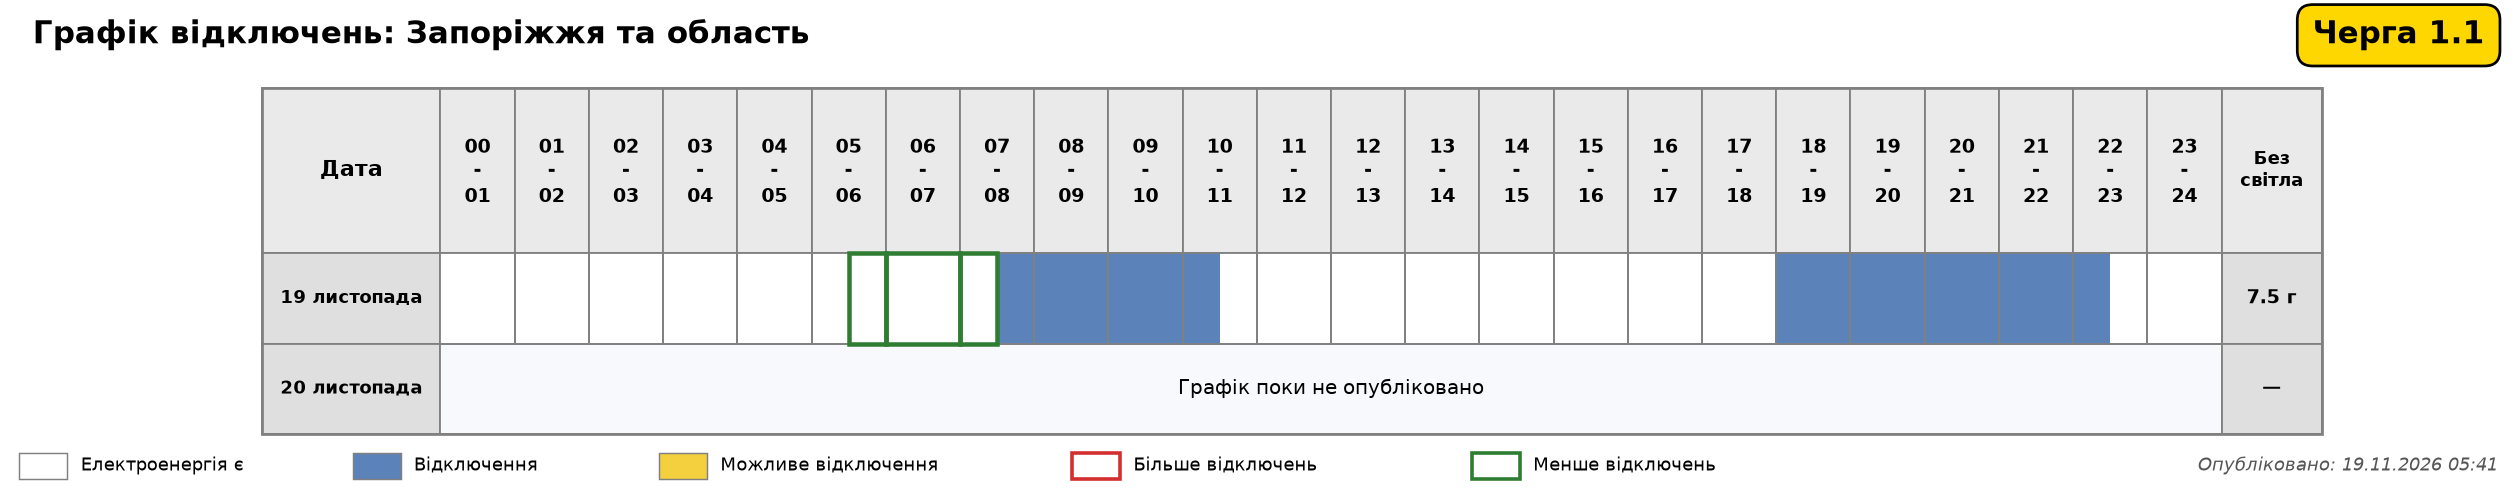 Графік відключень: Запоріжжя та область
Черга 1.1
Дата
00 - 01
01 - 02
02 - 03
03 - 04
04 - 05
05 - 06
06 - 07
07 - 08
08 - 09
09 - 10
10 - 11
11 - 12
12 - 13
13 - 14
14 - 15
15 - 16
16 - 17
17 - 18
18 - 19
19 - 20
20 - 21
21 - 22
22 - 23
23 - 24
Без
світла
19 листопада
7.5 г
20 листопада
Графік поки не опубліковано
—
Електроенергія є
Відключення
Можливе відключення
Більше відключень
Менше відключень
Опубліковано: 19.11.2026 05:41